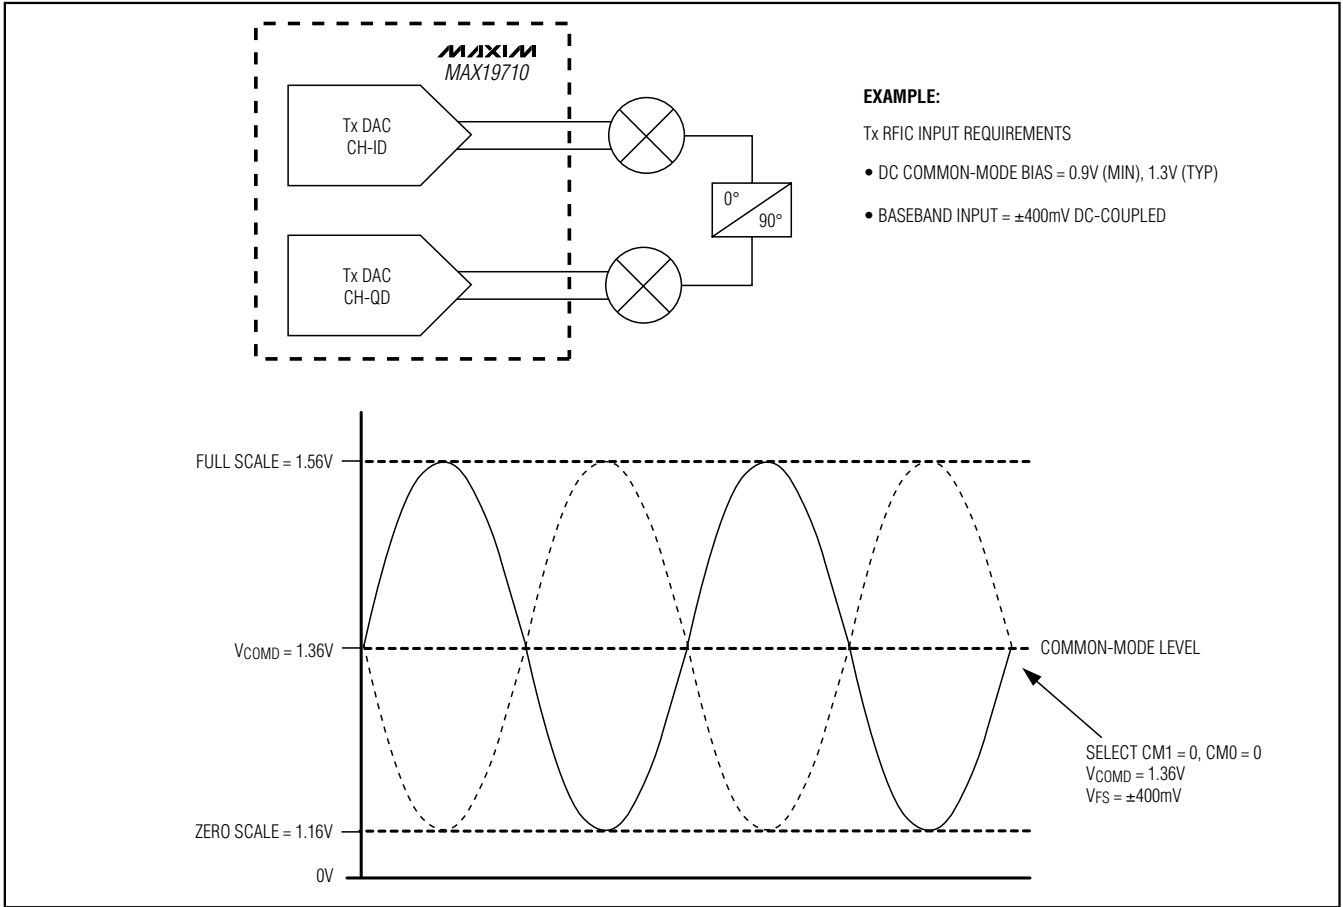 MAXIM
MAX19710
Tx DAC
CH-ID
Tx DAC
CH-QD
0°
90°
EXAMPLE:
Tx RFIC INPUT REQUIREMENTS
• DC COMMON-MODE BIAS = 0.9V (MIN), 1.3V (TYP)
• BASEBAND INPUT = ±400mV DC-COUPLED
FULL SCALE = 1.56V
VCOMD = 1.36V
COMMON-MODE LEVEL
SELECT CM1 = 0, CM0 = 0
VCOMD = 1.36V
VFS = ±400mV
ZERO SCALE = 1.16V
0V